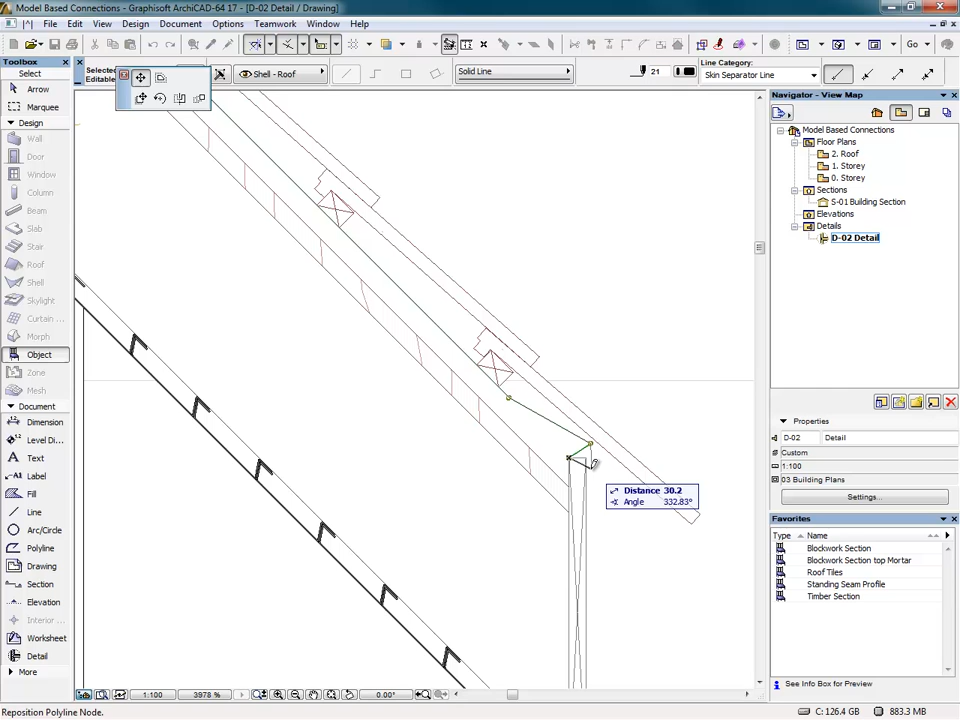 Model Based Connections - Graphisoft ArchiCAD-64 17 - [D-02 Detail / Drawing]
File Edit View Design Document Options Teamwork Window Help
Go
Toolbox
Select
Arrow
Marquee
Design
Wall
Door
Window
Column
Beam
Slab
Stair
Roof
Shell
Skylight
Curtain ...
Morph
Object
Zone
Mesh
Document
Dimension
Level Di...
Text
Label
Fill
Line
Arc/Circle
Polyline
Drawing
Section
Elevation
Interior ...
Worksheet
Detail
More
Selected
Editable
Shell - Roof
Solid Line
21
Line Category:
Skin Separator Line
Distance 30.2
Angle 332.83°
Navigator - View Map
Model Based Connections
Floor Plans
2. Roof
1. Storey
0. Storey
Sections
S-01 Building Section
Elevations
Details
D-02 Detail
Properties
D-02 Detail
Custom
1:100
03 Building Plans
Settings...
Favorites
Type Name
Blockwork Section
Blockwork Section top Mortar
Roof Tiles
Standing Seam Profile
Timber Section
See Info Box for Preview
1:100 3978 % 0.00°
Reposition Polyline Node.
C: 126.4 GB 883.3 MB